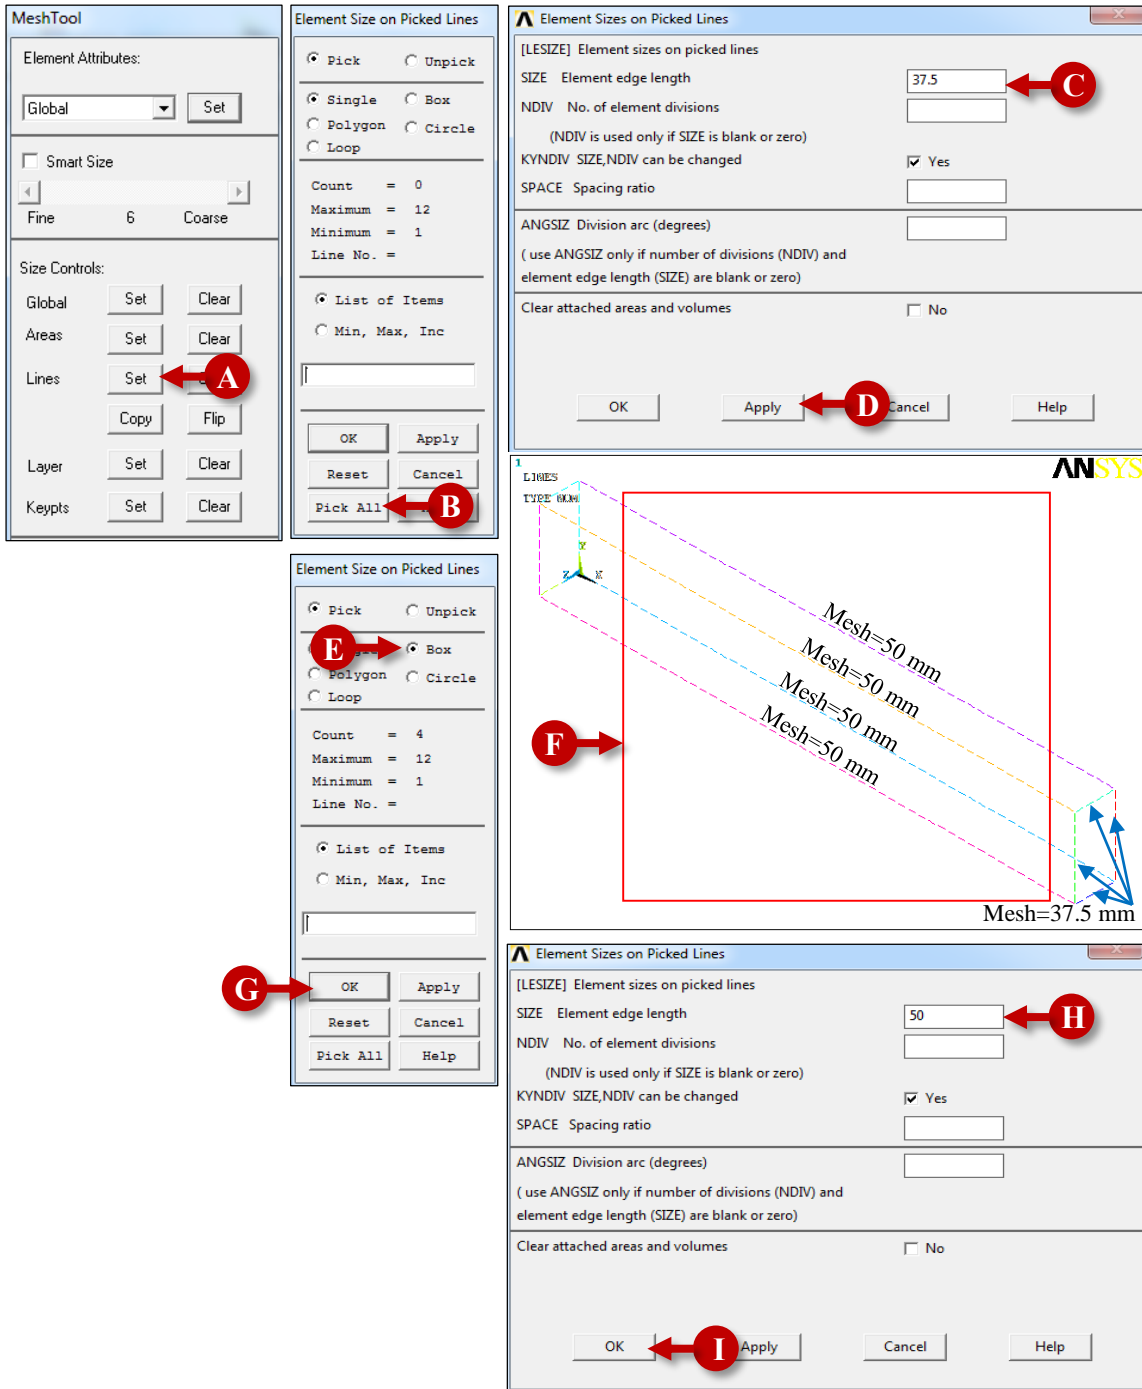 MeshTool
Element Attributes:
Global
Set
Smart Size
Fine 6 Coarse
Size Controls:
Global Set Clear
Areas Set Clear
Lines Set
A
Copy Flip
Layer Set Clear
Keypts Set Clear
Element Size on Picked Lines
Pick Unpick
Single Box
Polygon Circle
Loop
Count = 0
Maximum = 12
Minimum = 1
Line No. =
List of Items
Min, Max, Inc
OK Apply
Reset Cancel
Pick All
B
Element Sizes on Picked Lines
[LESIZE] Element sizes on picked lines
SIZE Element edge length 37.5
C
NDIV No. of element divisions
(NDIV is used only if SIZE is blank or zero)
KYNDIV SIZE,NDIV can be changed Yes
SPACE Spacing ratio
ANGSIZ Division arc (degrees)
( use ANGSIZ only if number of divisions (NDIV) and
element edge length (SIZE) are blank or zero)
Clear attached areas and volumes No
OK Apply D Cancel Help
1
LINES
TYPE NUM
ANSYS
Y
Z X
Mesh=50 mm
Mesh=50 mm
Mesh=50 mm
Mesh=50 mm
F
Mesh=37.5 mm
Element Size on Picked Lines
Pick Unpick
E Box
Polygon Circle
Loop
Count = 4
Maximum = 12
Minimum = 1
Line No. =
List of Items
Min, Max, Inc
G
OK Apply
Reset Cancel
Pick All Help
Element Sizes on Picked Lines
[LESIZE] Element sizes on picked lines
SIZE Element edge length 50
H
NDIV No. of element divisions
(NDIV is used only if SIZE is blank or zero)
KYNDIV SIZE,NDIV can be changed Yes
SPACE Spacing ratio
ANGSIZ Division arc (degrees)
( use ANGSIZ only if number of divisions (NDIV) and
element edge length (SIZE) are blank or zero)
Clear attached areas and volumes No
OK I Apply Cancel Help